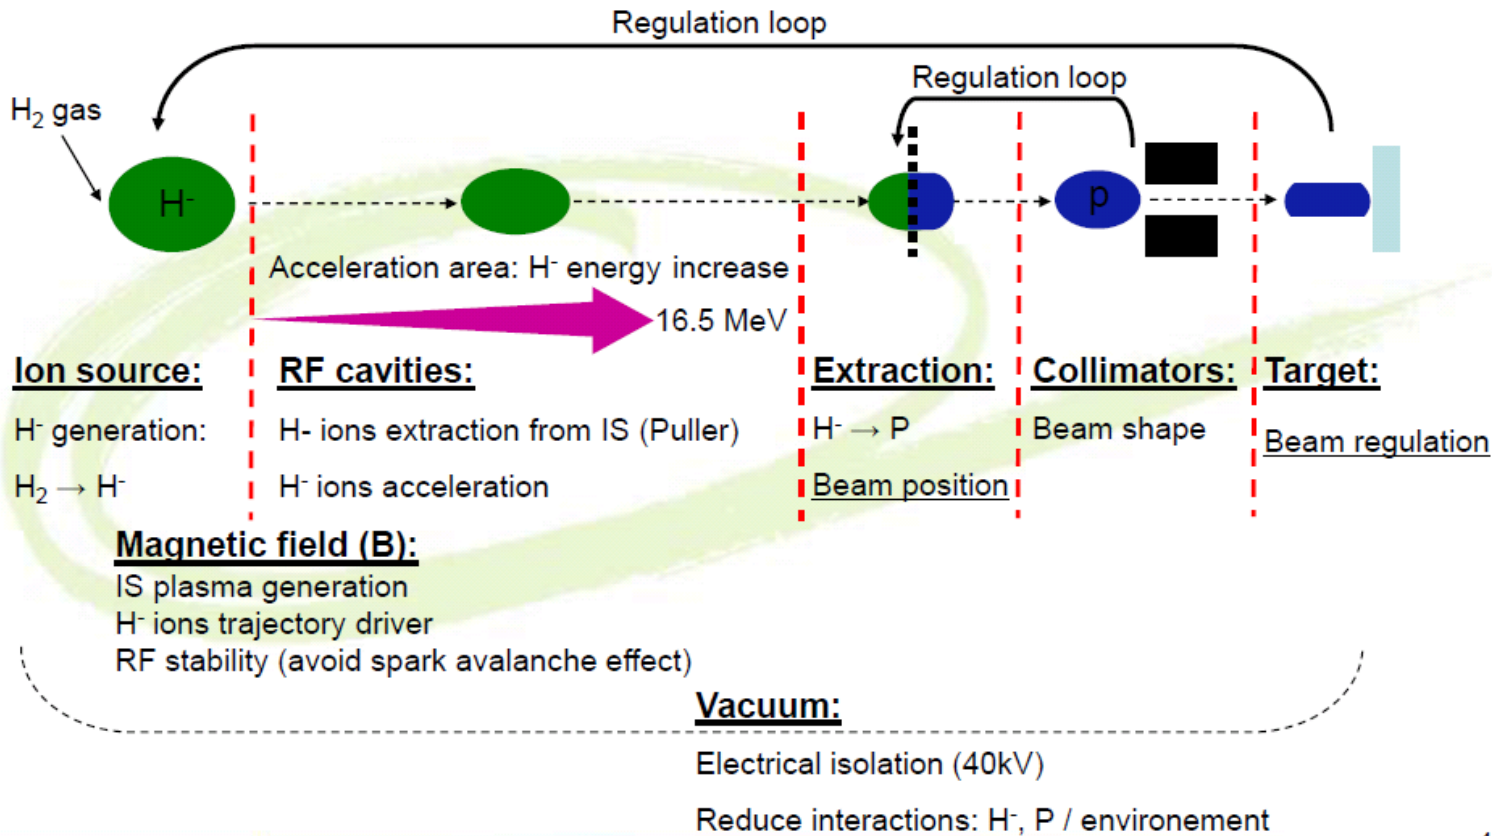 Regulation loop
Regulation loop
H₂ gas
H⁻
p
Acceleration area: H⁻ energy increase
16.5 MeV
Ion source:
H⁻ generation:
H₂ → H⁻
RF cavities:
H- ions extraction from IS (Puller)
H⁻ ions acceleration
Extraction:
H⁻ → P
Beam position
Collimators:
Beam shape
Target:
Beam regulation
Magnetic field (B):
IS plasma generation
H⁻ ions trajectory driver
RF stability (avoid spark avalanche effect)
Vacuum:
Electrical isolation (40kV)
Reduce interactions: H⁻, P / environement